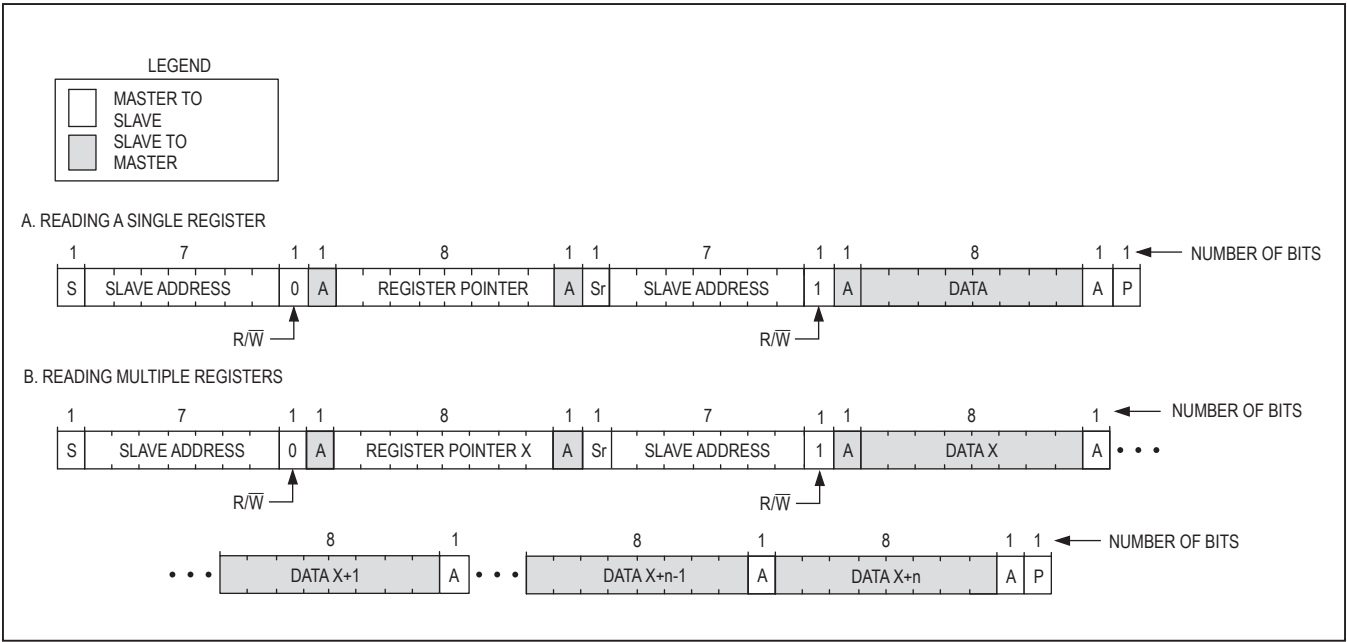 LEGEND
MASTER TO
SLAVE
SLAVE TO
MASTER
A. READING A SINGLE REGISTER
1 7 1 1 8 1 1 7 1 1 8 1 1 NUMBER OF BITS
S SLAVE ADDRESS 0 A REGISTER POINTER A Sr SLAVE ADDRESS 1 A DATA A P
R/W̅ R/W̅
B. READING MULTIPLE REGISTERS
1 7 1 1 8 1 1 7 1 1 8 1 NUMBER OF BITS
S SLAVE ADDRESS 0 A REGISTER POINTER X A Sr SLAVE ADDRESS 1 A DATA X A • • •
R/W̅ R/W̅
8 1 8 1 8 1 1 NUMBER OF BITS
• • • DATA X+1 A • • • DATA X+n-1 A DATA X+n A P